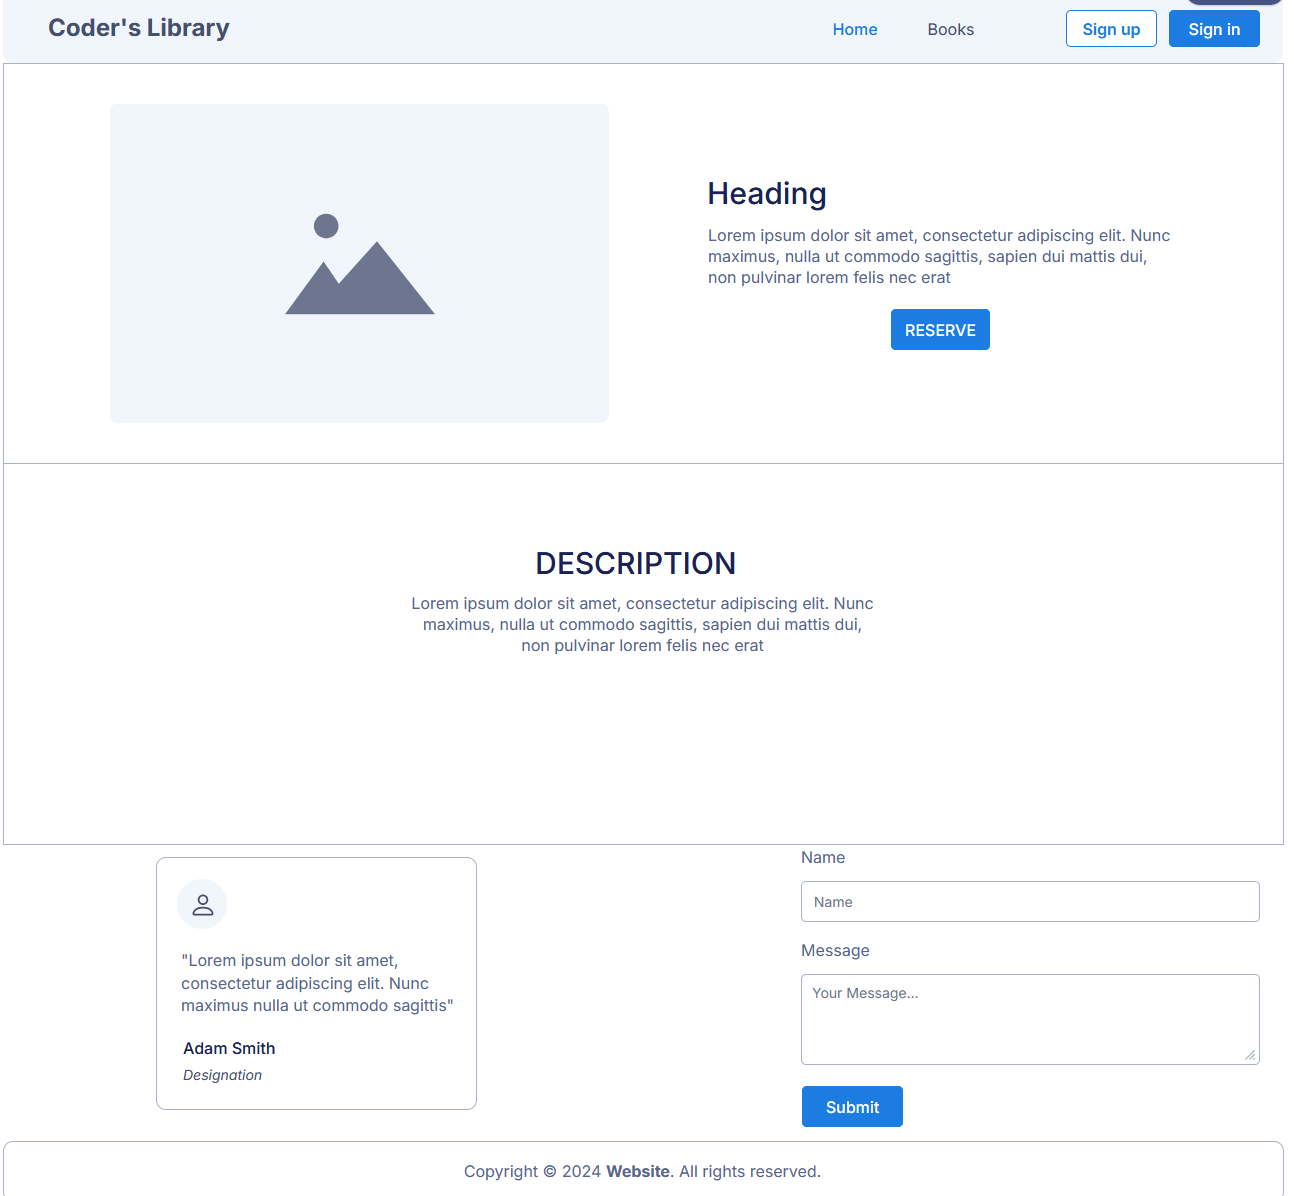 Coder's Library
Home
Books
Sign up
Sign in
Heading
Lorem ipsum dolor sit amet, consectetur adipiscing elit. Nunc
maximus, nulla ut commodo sagittis, sapien dui mattis dui,
non pulvinar lorem felis nec erat
RESERVE
DESCRIPTION
Lorem ipsum dolor sit amet, consectetur adipiscing elit. Nunc
maximus, nulla ut commodo sagittis, sapien dui mattis dui,
non pulvinar lorem felis nec erat
"Lorem ipsum dolor sit amet,
consectetur adipiscing elit. Nunc
maximus nulla ut commodo sagittis"
Adam Smith
Designation
Name
Name
Message
Your Message...
Submit
Copyright © 2024 Website. All rights reserved.